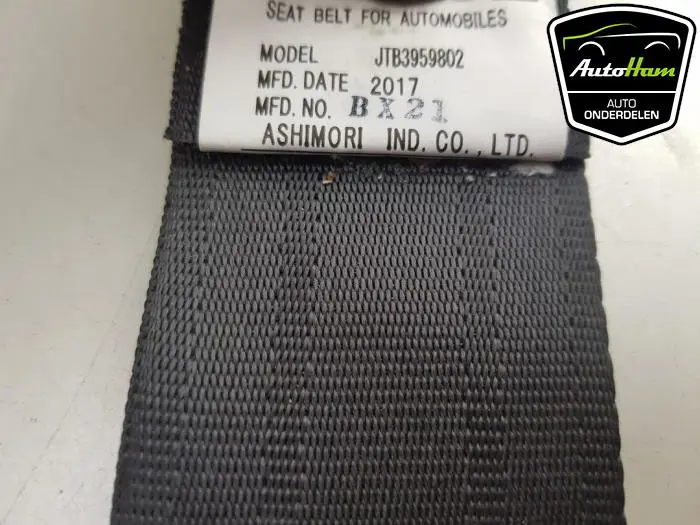 SEAT BELT FOR AUTOMOBILES
MODEL JTB3959802
MFD. DATE 2017
MFD. NO. BX21
ASHIMORI IND. CO., LTD.
AutoHam
AUTO
ONDERDELEN